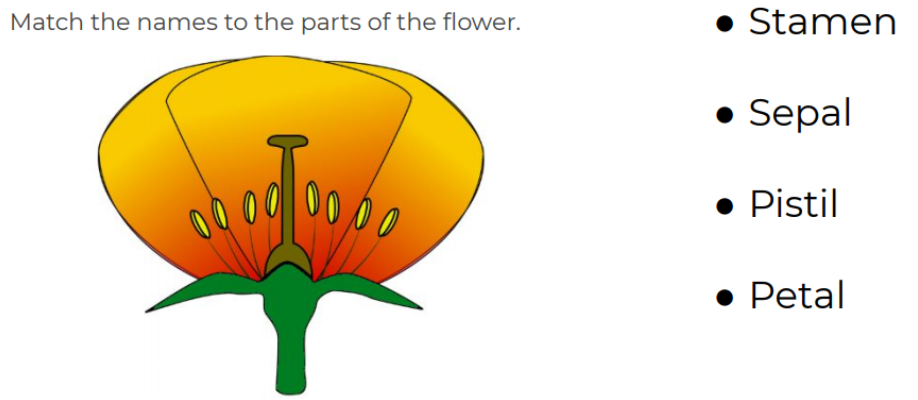 Match the names to the parts of the flower.
• Stamen
• Sepal
• Pistil
• Petal